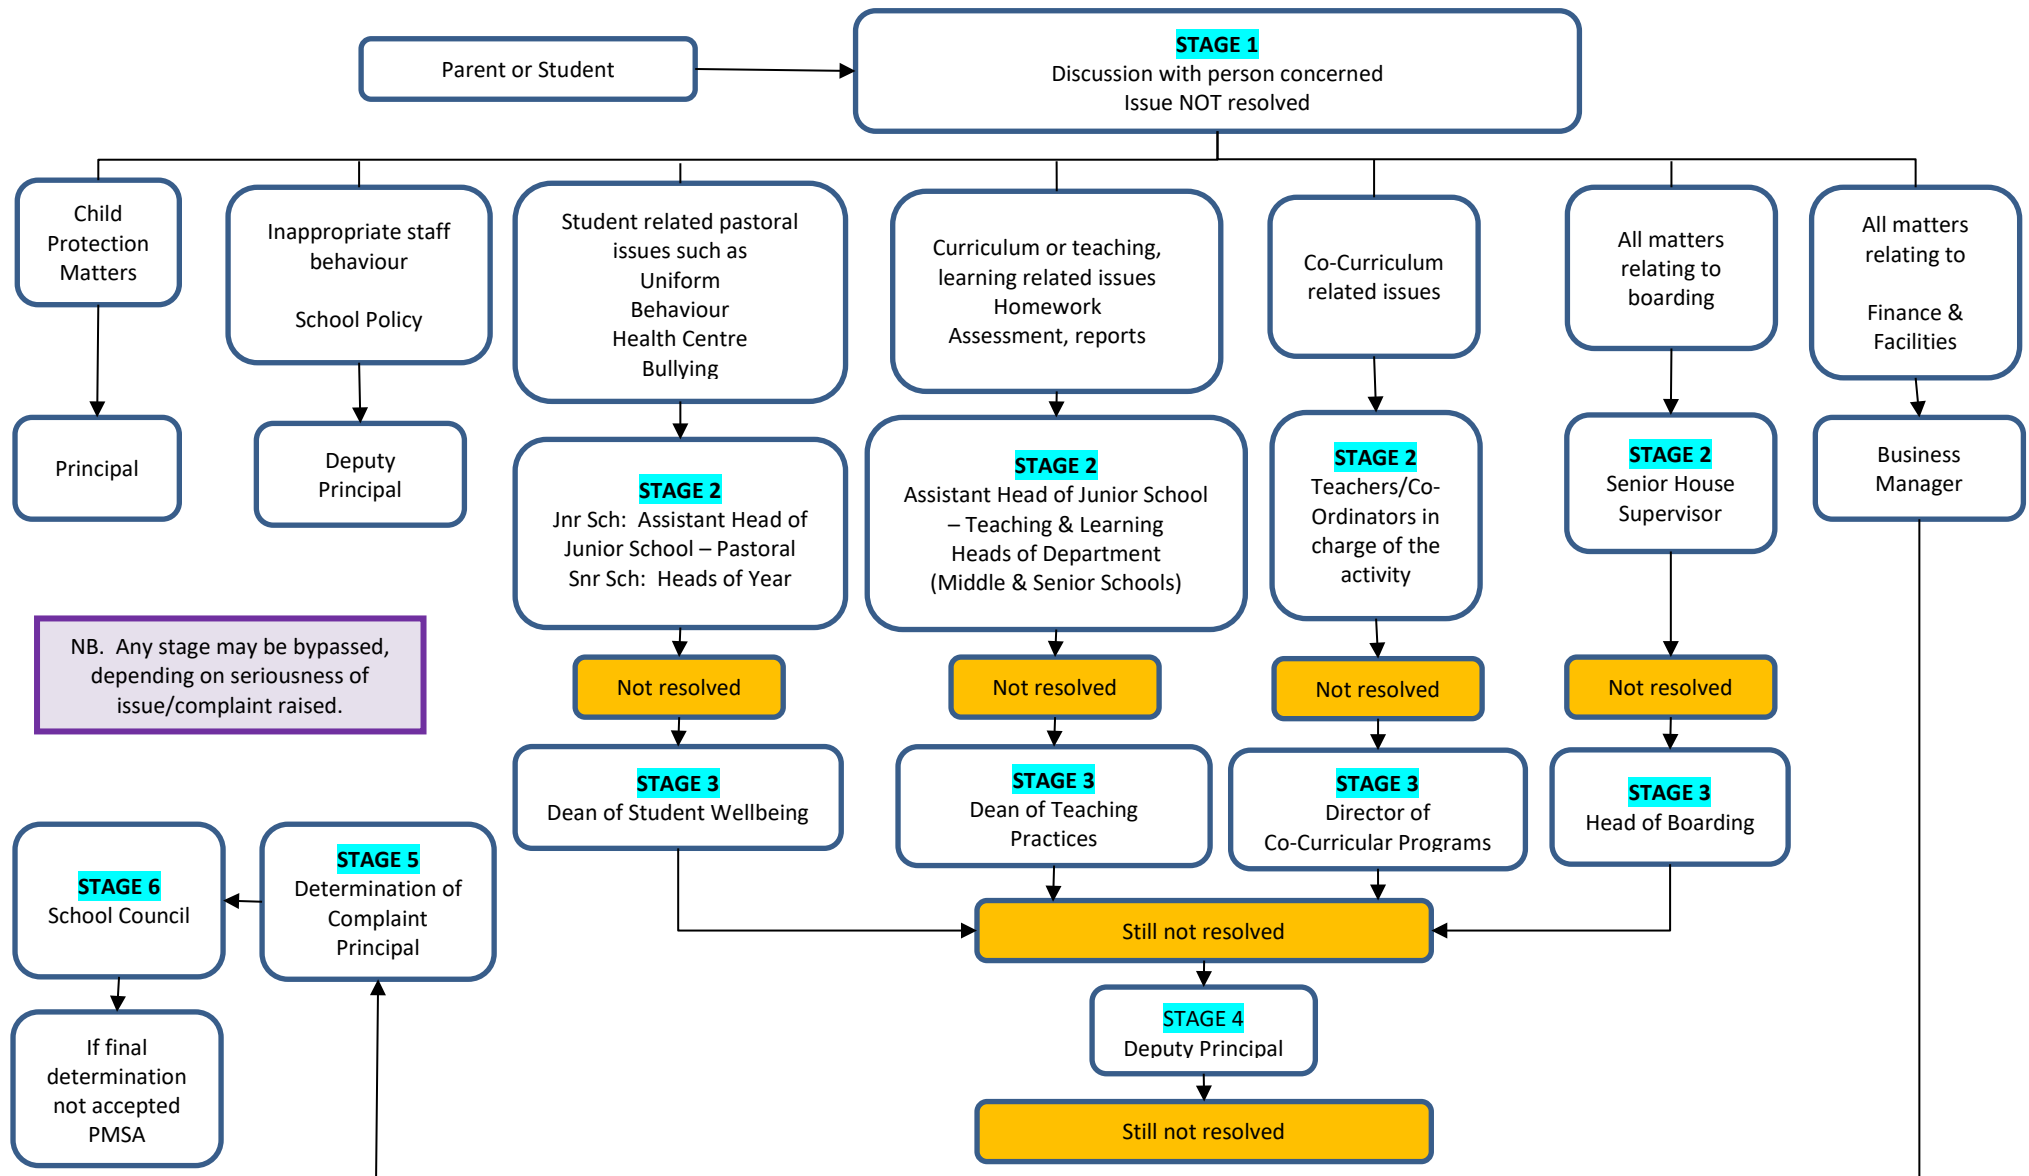 Parent or Student
STAGE 1
Discussion with person concerned
Issue NOT resolved
Child
Protection
Matters
Inappropriate staff
behaviour
School Policy
Student related pastoral
issues such as
Uniform
Behaviour
Health Centre
Bullying
Curriculum or teaching,
learning related issues
Homework
Assessment, reports
Co-Curriculum
related issues
All matters
relating to
boarding
All matters
relating to
Finance &
Facilities
Principal
Deputy
Principal
STAGE 2
Jnr Sch: Assistant Head of
Junior School – Pastoral
Snr Sch: Heads of Year
STAGE 2
Assistant Head of Junior School
– Teaching & Learning
Heads of Department
(Middle & Senior Schools)
STAGE 2
Teachers/Co-
Ordinators in
charge of the
activity
STAGE 2
Senior House
Supervisor
Business
Manager
NB. Any stage may be bypassed,
depending on seriousness of
issue/complaint raised.
Not resolved
Not resolved
Not resolved
Not resolved
STAGE 3
Dean of Student Wellbeing
STAGE 3
Dean of Teaching
Practices
STAGE 3
Director of
Co-Curricular Programs
STAGE 3
Head of Boarding
STAGE 6
School Council
STAGE 5
Determination of
Complaint
Principal
Still not resolved
STAGE 4
Deputy Principal
If final
determination
not accepted
PMSA
Still not resolved